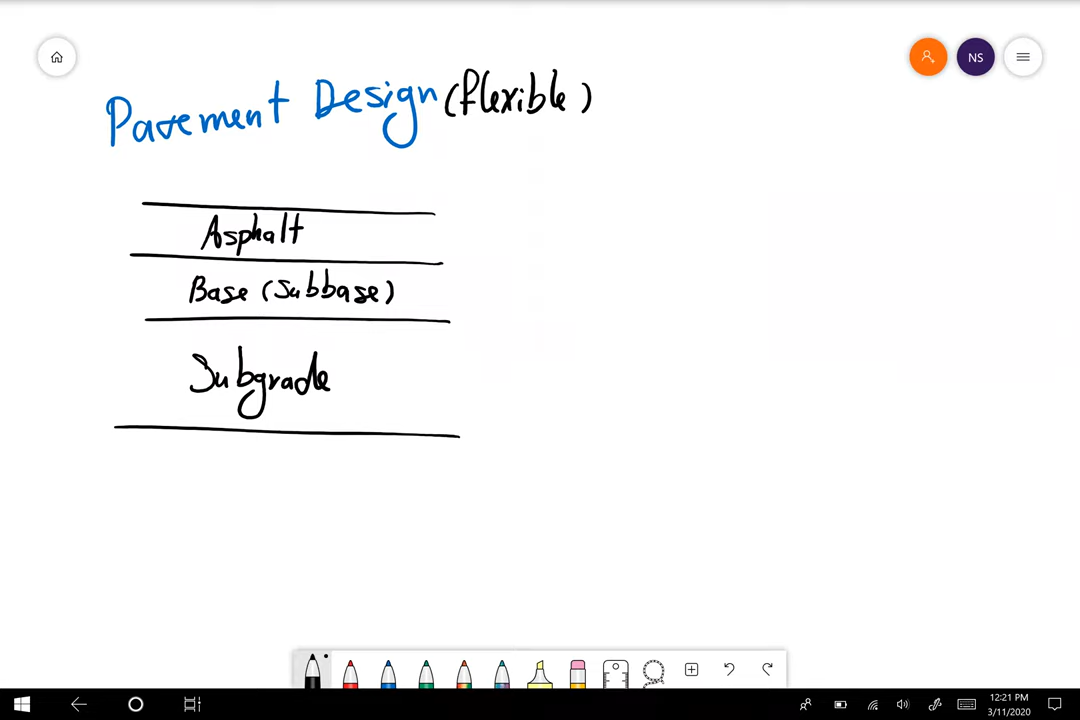 NS
Pavement Design (flexible)
Asphalt
Base (Subbase)
Subgrade
12:21 PM
3/11/2020